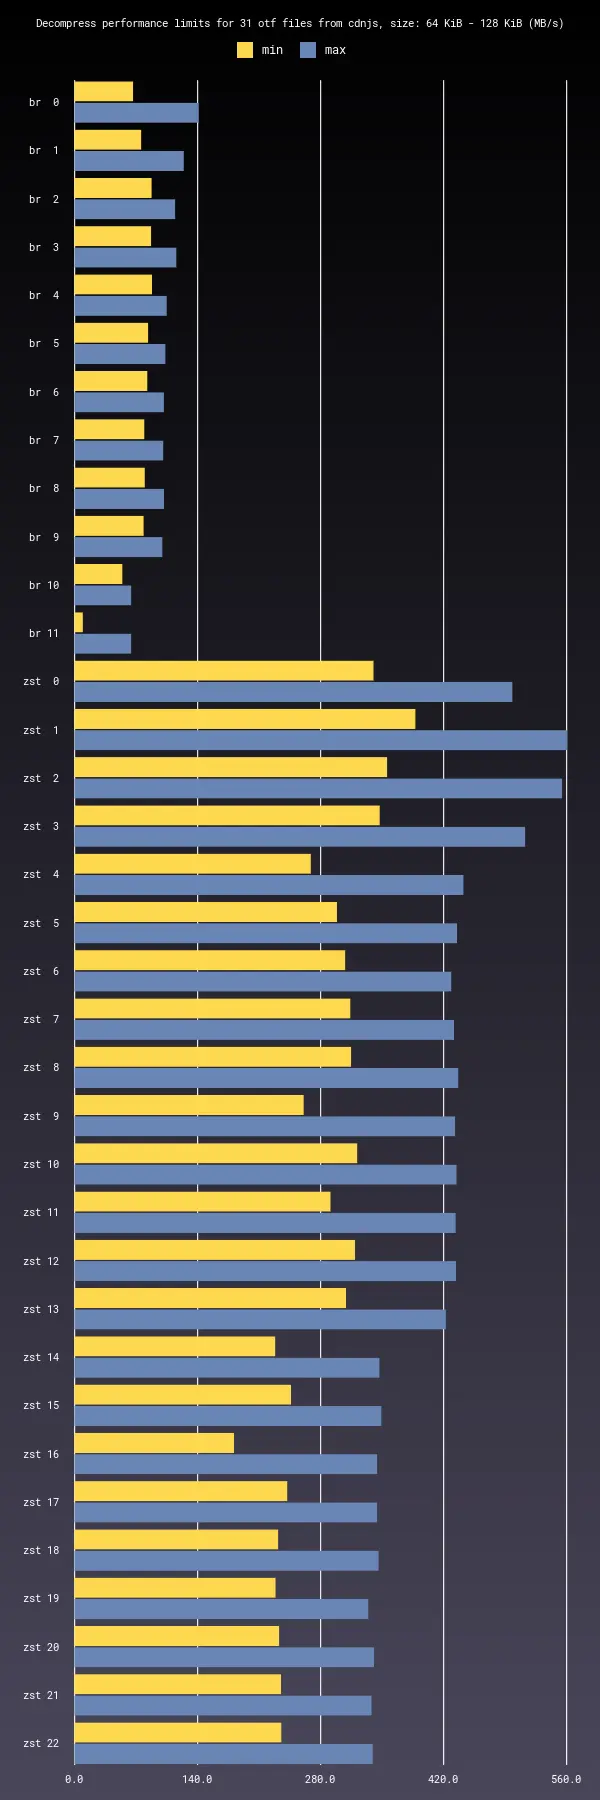 Decompress performance limits for 31 otf files from cdnjs, size: 64 KiB - 128 KiB (MB/s)
min max
br 0
br 1
br 2
br 3
br 4
br 5
br 6
br 7
br 8
br 9
br 10
br 11
zst 0
zst 1
zst 2
zst 3
zst 4
zst 5
zst 6
zst 7
zst 8
zst 9
zst 10
zst 11
zst 12
zst 13
zst 14
zst 15
zst 16
zst 17
zst 18
zst 19
zst 20
zst 21
zst 22
0.0 140.0 280.0 420.0 560.0